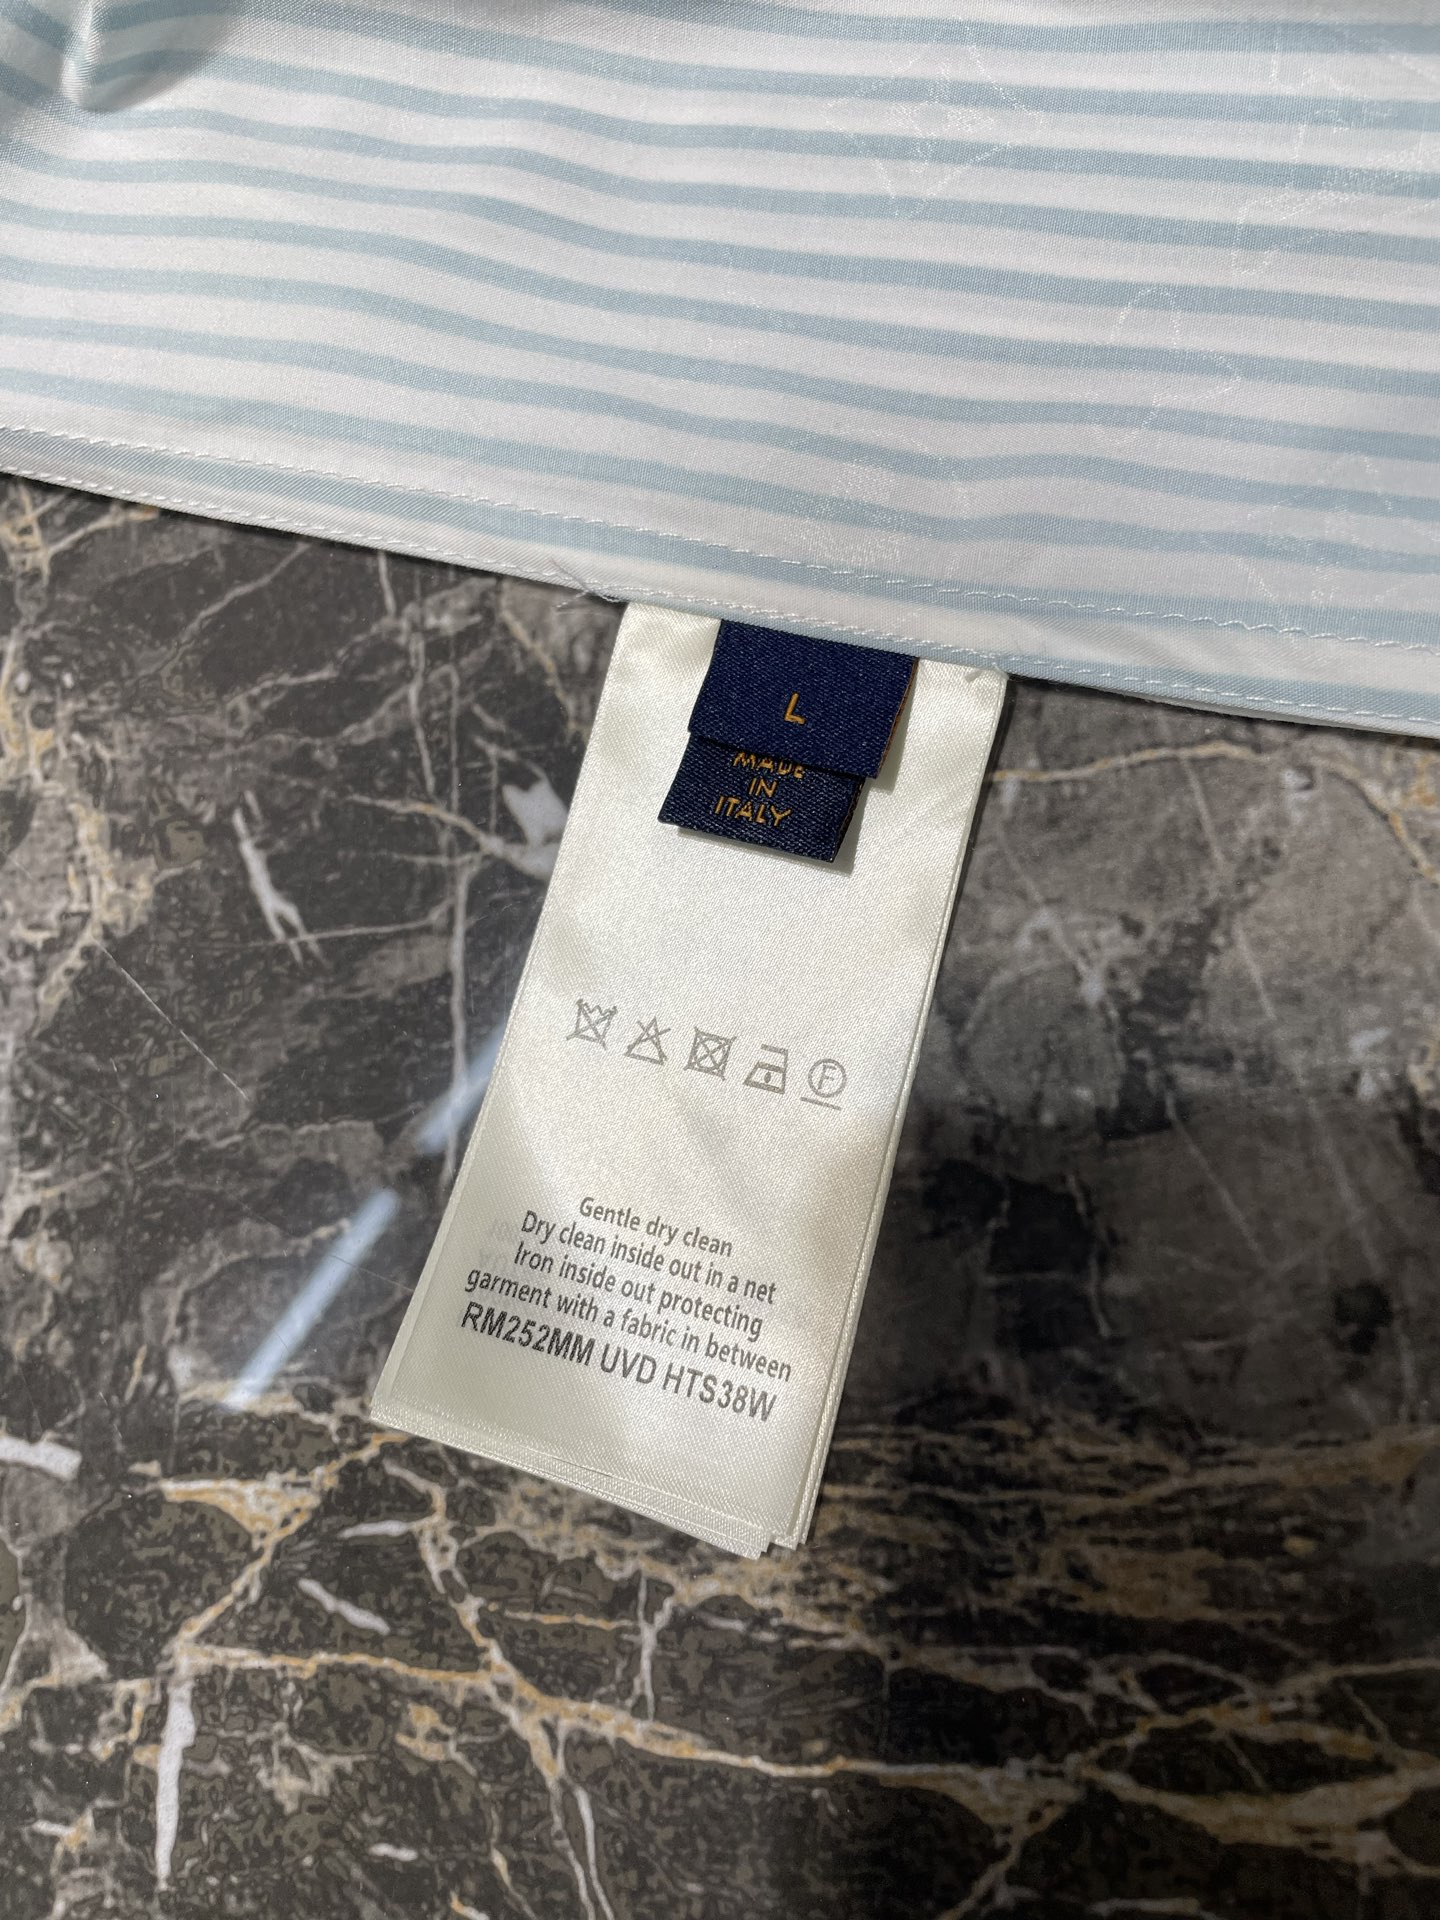 L
MADE
IN
ITALY
F
Gentle dry clean
Dry clean inside out in a net
Iron inside out protecting
garment with a fabric in between
RM252MM UVD HTS38W